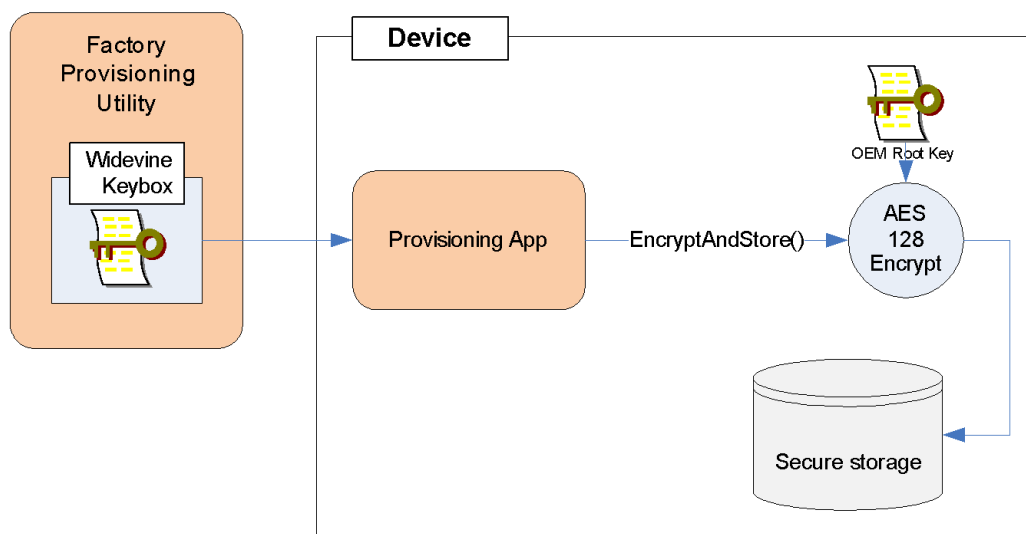 Factory
Provisioning
Utility
Widevine
Keybox
Device
Provisioning App
EncryptAndStore()
OEM Root Key
AES
128
Encrypt
Secure storage